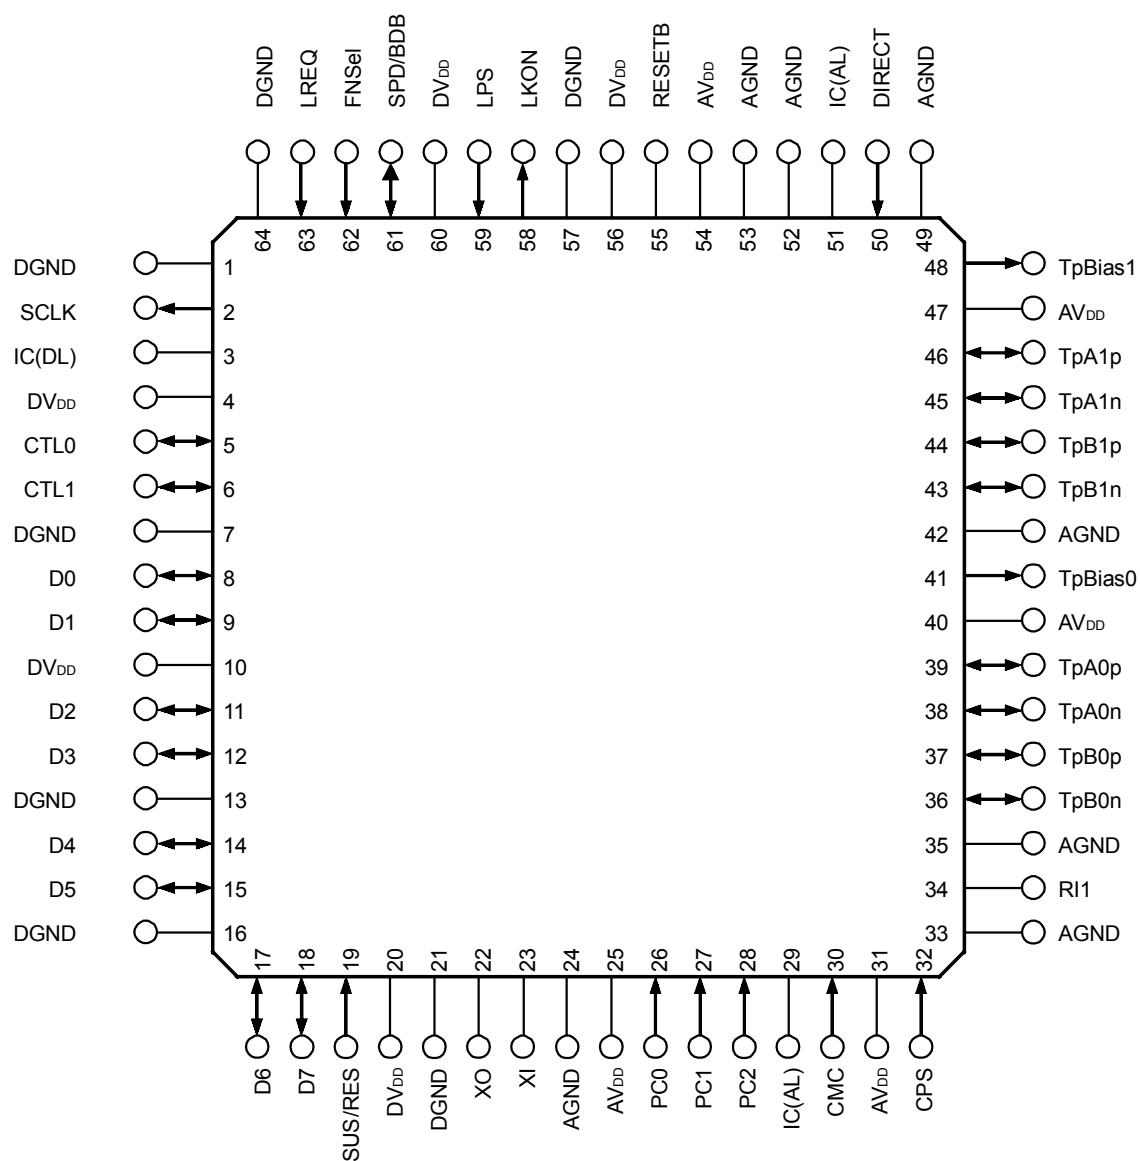 DGND
LREQ
FNSel
SPD/BDB
DVDD
LPS
LKON
DGND
DVDD
RESETB
AVDD
AGND
AGND
IC(AL)
DIRECT
AGND
64
63
62
61
60
59
58
57
56
55
54
53
52
51
50
49
DGND 1
SCLK 2
IC(DL) 3
DVDD 4
CTL0 5
CTL1 6
DGND 7
D0 8
D1 9
DVDD 10
D2 11
D3 12
DGND 13
D4 14
D5 15
DGND 16
48 TpBias1
47 AVDD
46 TpA1p
45 TpA1n
44 TpB1p
43 TpB1n
42 AGND
41 TpBias0
40 AVDD
39 TpA0p
38 TpA0n
37 TpB0p
36 TpB0n
35 AGND
34 RI1
33 AGND
17
18
19
20
21
22
23
24
25
26
27
28
29
30
31
32
D6
D7
SUS/RES
DVDD
DGND
XO
XI
AGND
AVDD
PC0
PC1
PC2
IC(AL)
CMC
AVDD
CPS